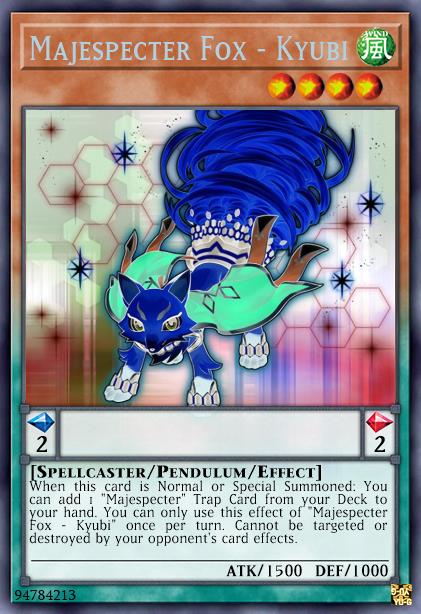 Majespecter Fox - Kyubi
WIND
風
2
2
[Spellcaster/Pendulum/Effect]
When this card is Normal or Special Summoned: You
can add 1 "Majespecter" Trap Card from your Deck to
your hand. You can only use this effect of "Majespecter
Fox - Kyubi" once per turn. Cannot be targeted or
destroyed by your opponent's card effects.
ATK/1500 DEF/1000
94784213